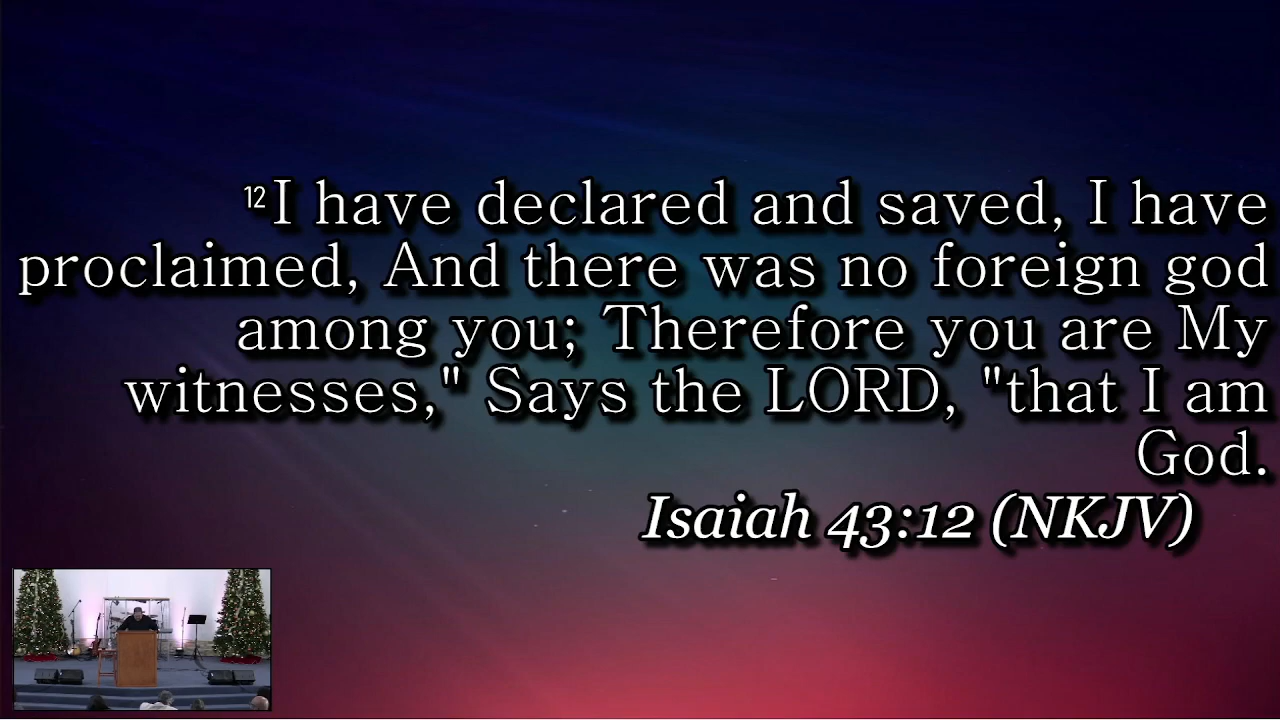 12I have declared and saved, I have
proclaimed, And there was no foreign god
among you; Therefore you are My
witnesses," Says the LORD, "that I am
God.
Isaiah 43:12 (NKJV)